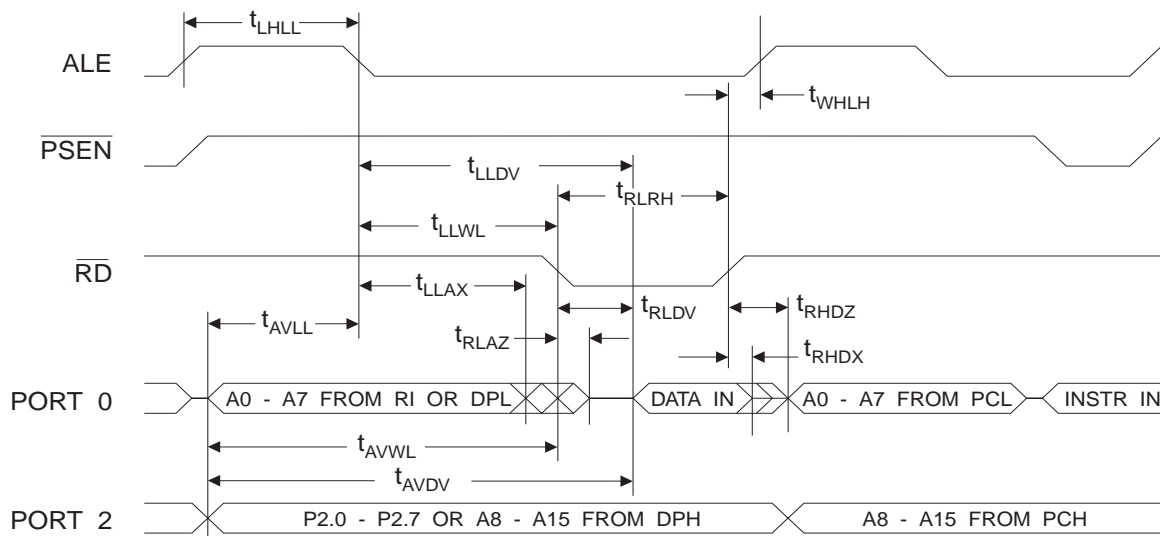 tLHLL
ALE
tWHLH
PSEN
tLLDV
tRLRH
tLLWL
RD
tLLAX
tRLDV
tRHDZ
tAVLL
tRLAZ
tRHDX
PORT 0
A0 - A7 FROM RI OR DPL
DATA IN
A0 - A7 FROM PCL
INSTR IN
tAVWL
tAVDV
PORT 2
P2.0 - P2.7 OR A8 - A15 FROM DPH
A8 - A15 FROM PCH